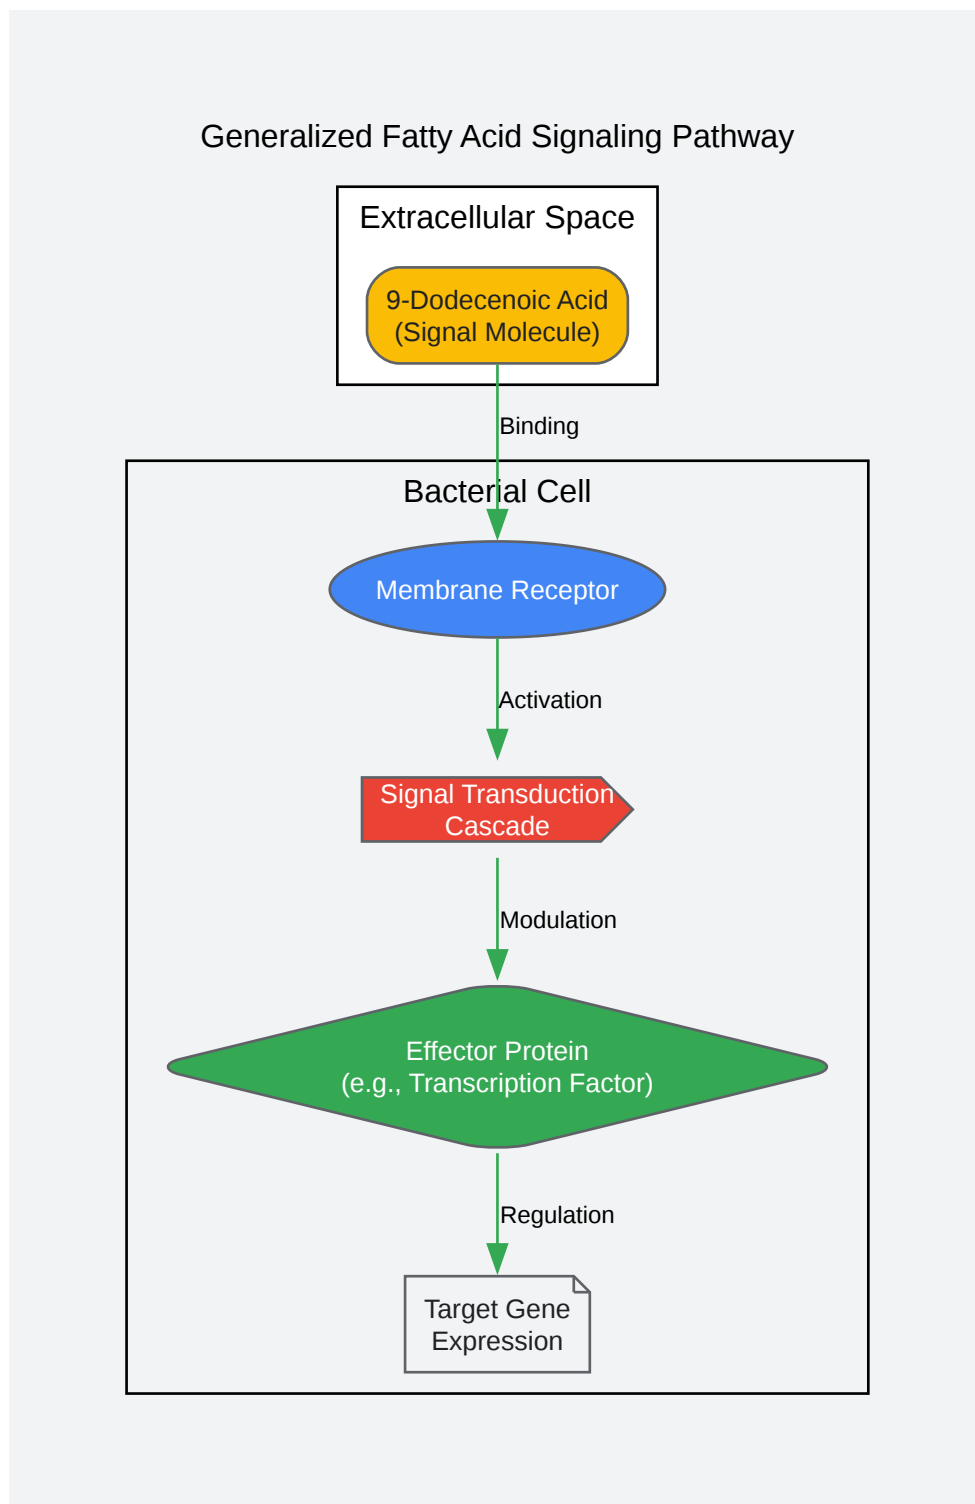 Generalized Fatty Acid Signaling Pathway
Extracellular Space
9-Dodecenoic Acid
(Signal Molecule)
Binding
Bacterial Cell
Membrane Receptor
Activation
Signal Transduction
Cascade
Modulation
Effector Protein
(e.g., Transcription Factor)
Regulation
Target Gene
Expression